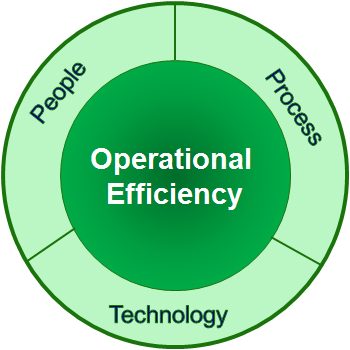 People
Process
Operational
Efficiency
Technology